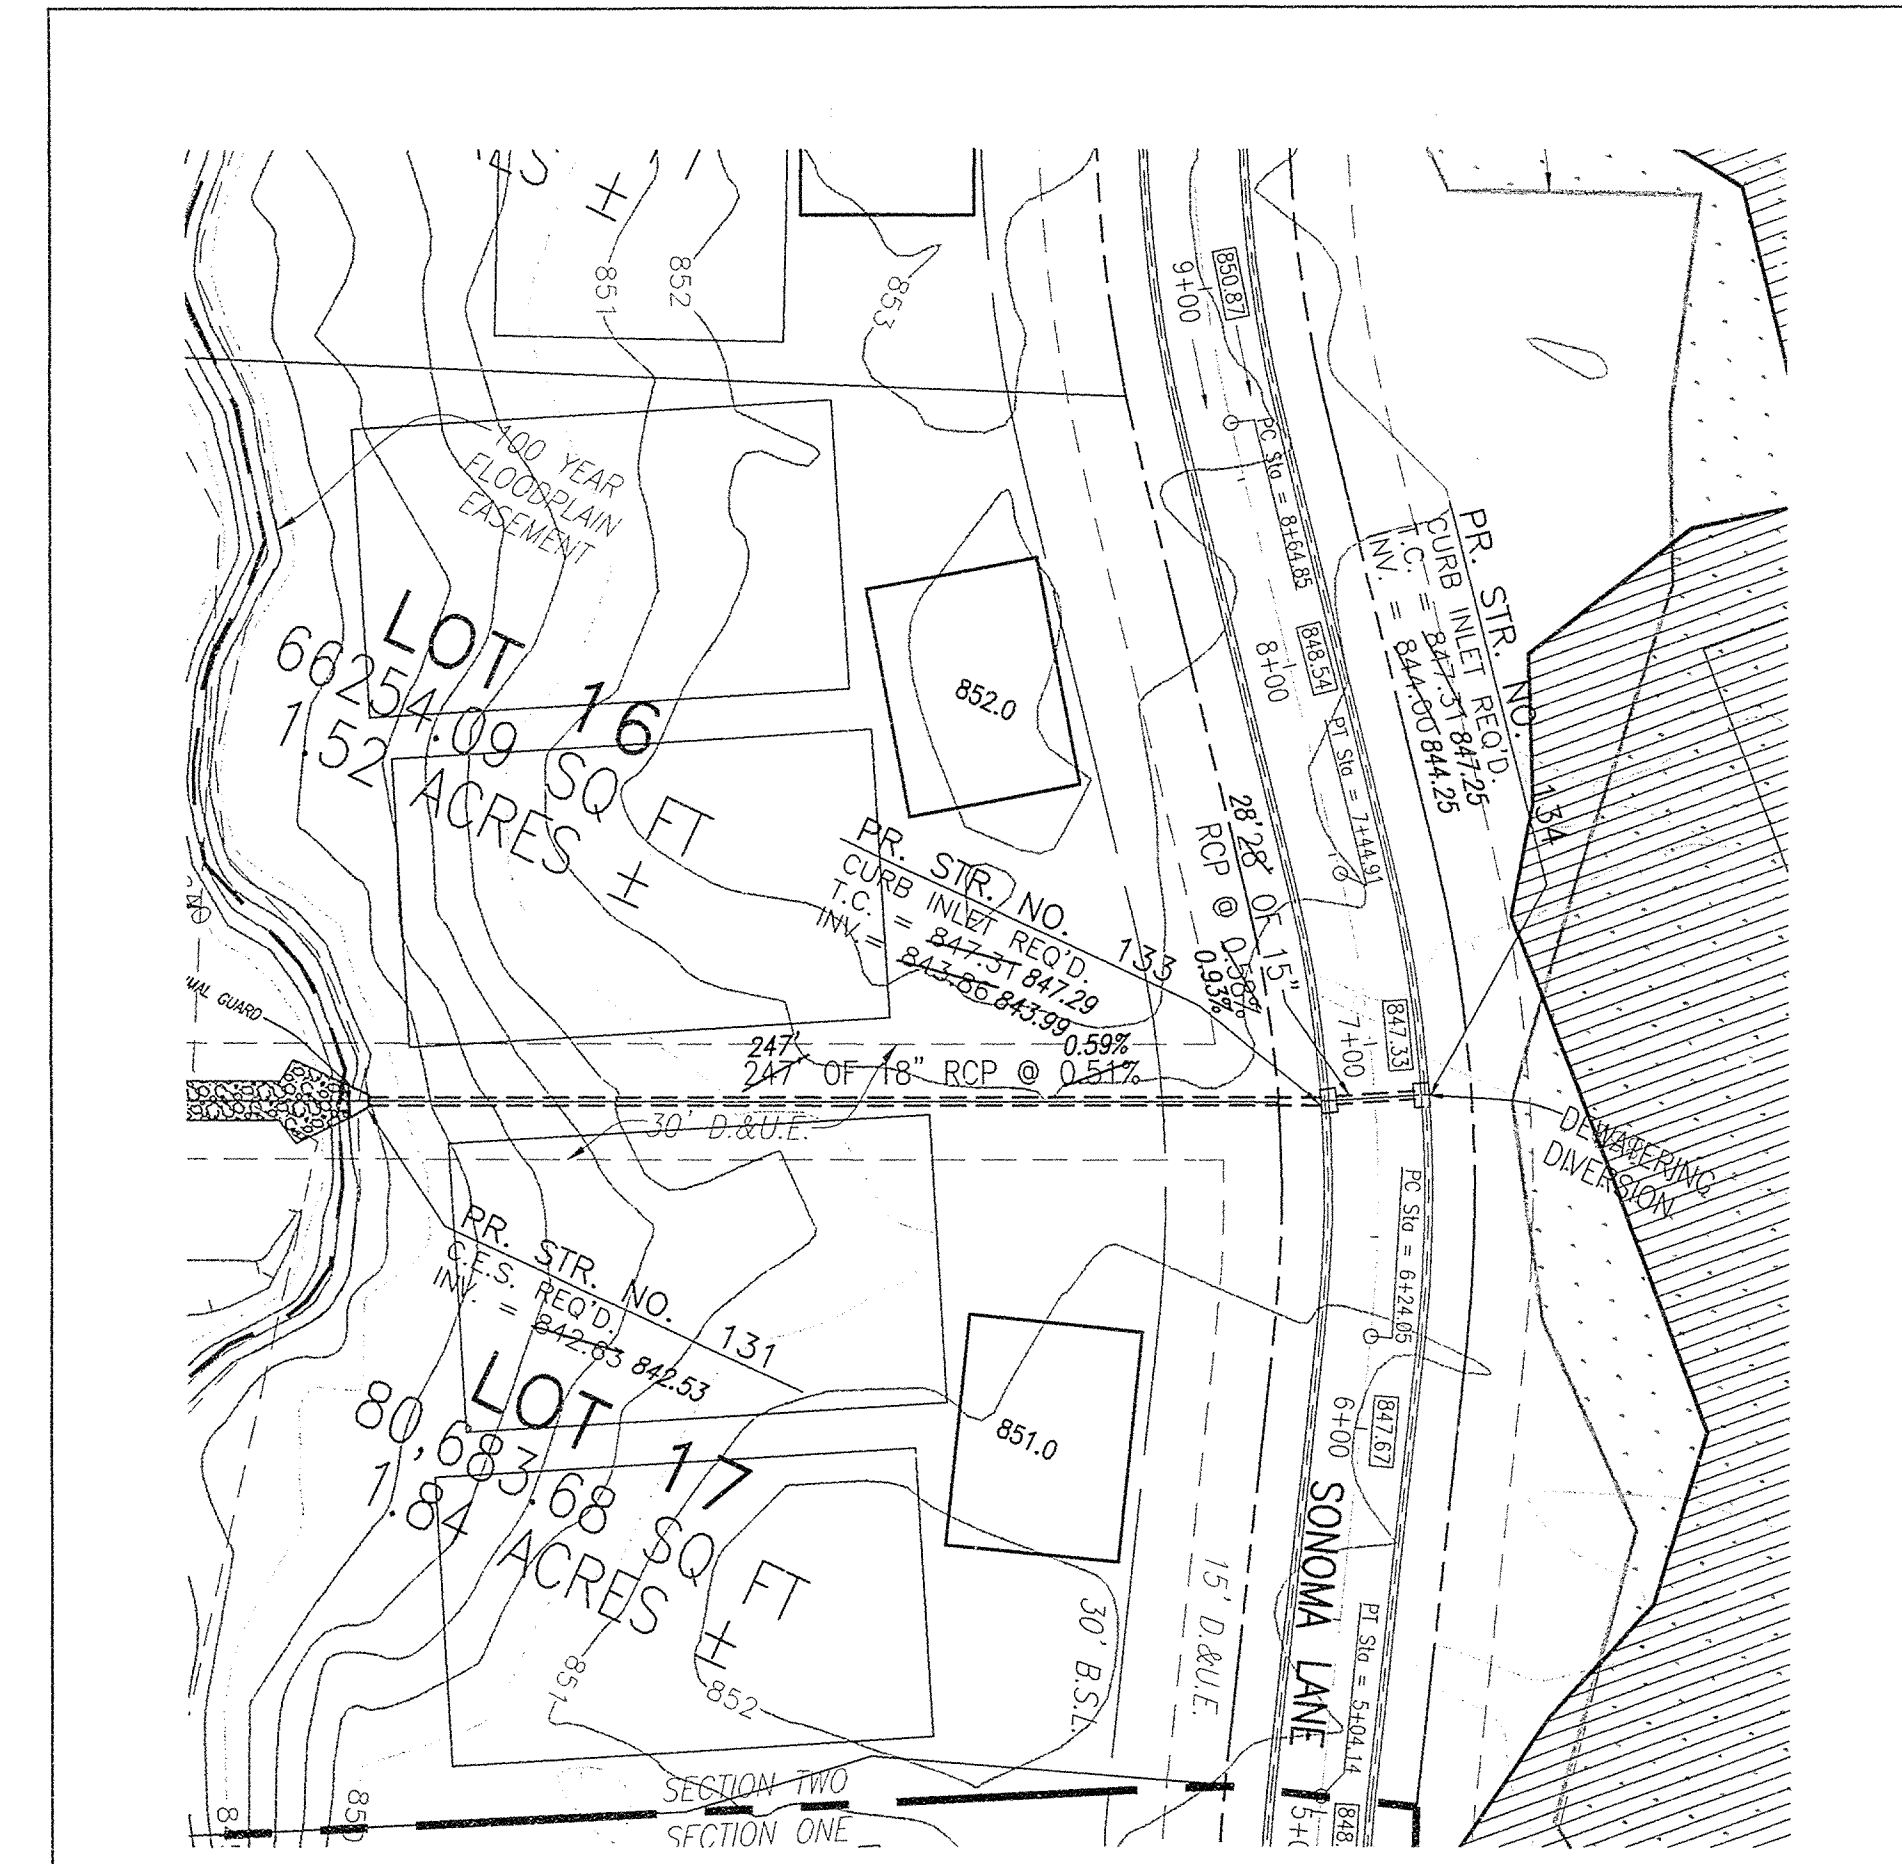 851
852
853
9+00
850.87
100 YEAR
FLOODPLAIN
EASEMENT
PC Sta = 8+64.85
LOT 16
66254.09 SQ FT
1.52 ACRES ±
852.0
8+00
848.54
PT Sta = 7+44.91
PR. STR. NO. 134
CURB INLET REQ'D.
T.C. = 847.31 847.25
INV. = 844.00 844.25
PR. STR. NO. 133
CURB INLET REQ'D.
T.C. = 847.31 847.29
INV. = 843.86 843.99
28' 28' OF 15"
RCP @ 0.58%
0.93%
GUARD
247' 0.59%
247' OF 18" RCP @ 0.51%
30' D.&U.E.
7+00
847.33
DEWATERING
DIVERSION
PC Sta = 6+24.05
PR. STR. NO. 131
C.E.S. REQ'D.
INV. = 842.63 842.53
LOT 17
80,683.68 SQ FT
1.84 ACRES ±
851.0
6+00
847.67
SONOMA LANE
15' D.&U.E.
30' B.S.L.
PT Sta = 5+04.14
851
852
SECTION TWO
SECTION ONE
850
848.